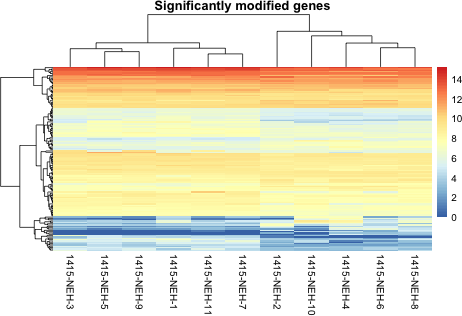 Significantly modified genes
14
12
10
8
6
4
2
0
1415-NEH-3
1415-NEH-5
1415-NEH-9
1415-NEH-1
1415-NEH-11
1415-NEH-7
1415-NEH-2
1415-NEH-10
1415-NEH-4
1415-NEH-6
1415-NEH-8